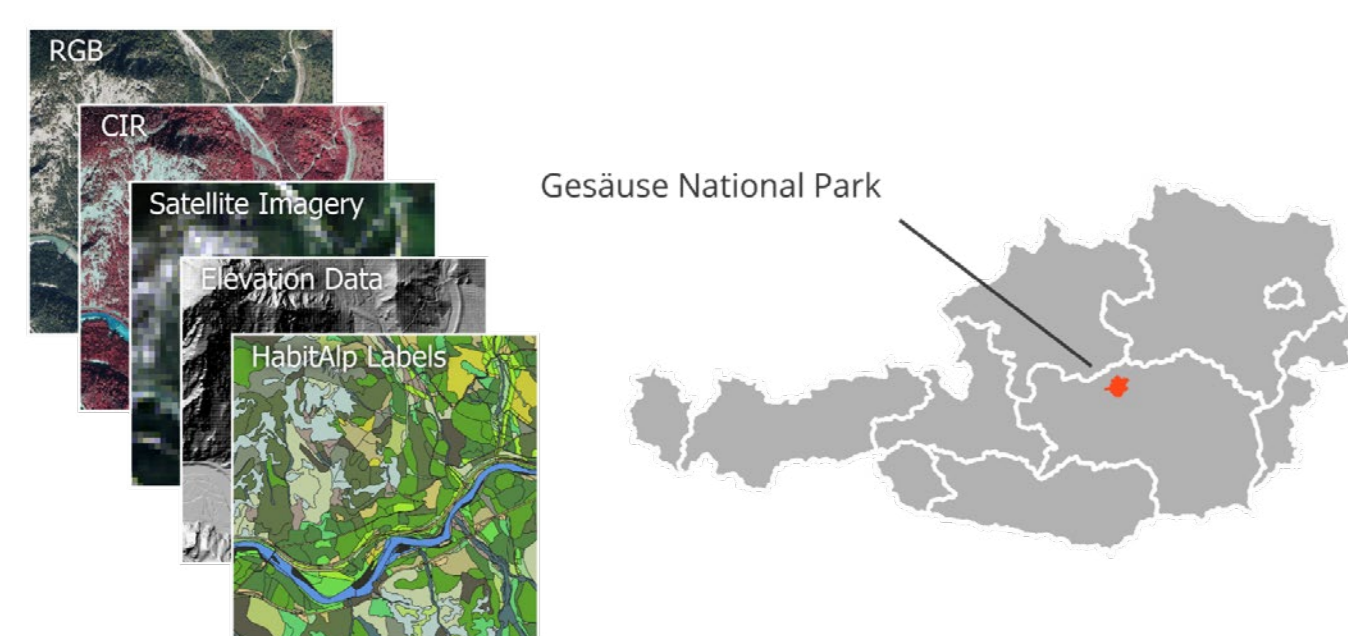 RGB
CIR
Satellite Imagery
Elevation Data
HabitAlp Labels
Gesäuse National Park